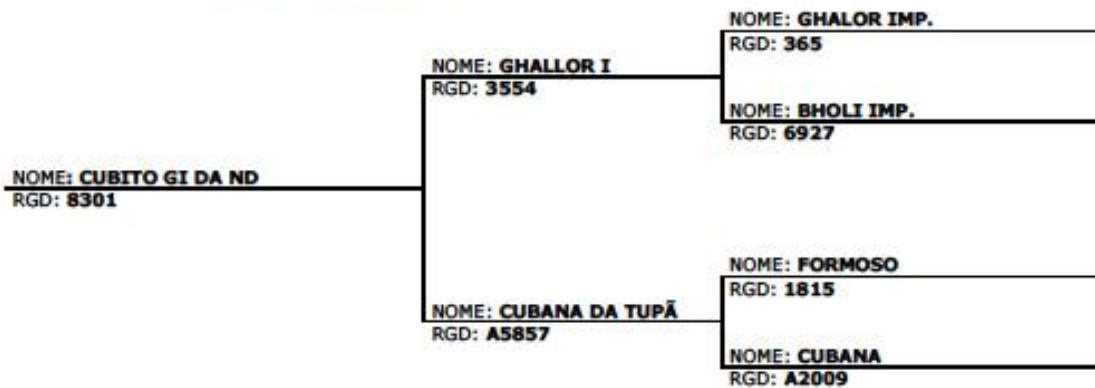 NOME: GHALOR IMP.
RGD: 365
NOME: GHALLOR I
RGD: 3554
NOME: BHOLI IMP.
RGD: 6927
NOME: CUBITO GI DA ND
RGD: 8301
NOME: FORMOSO
RGD: 1815
NOME: CUBANA DA TUPÃ
RGD: A5857
NOME: CUBANA
RGD: A2009